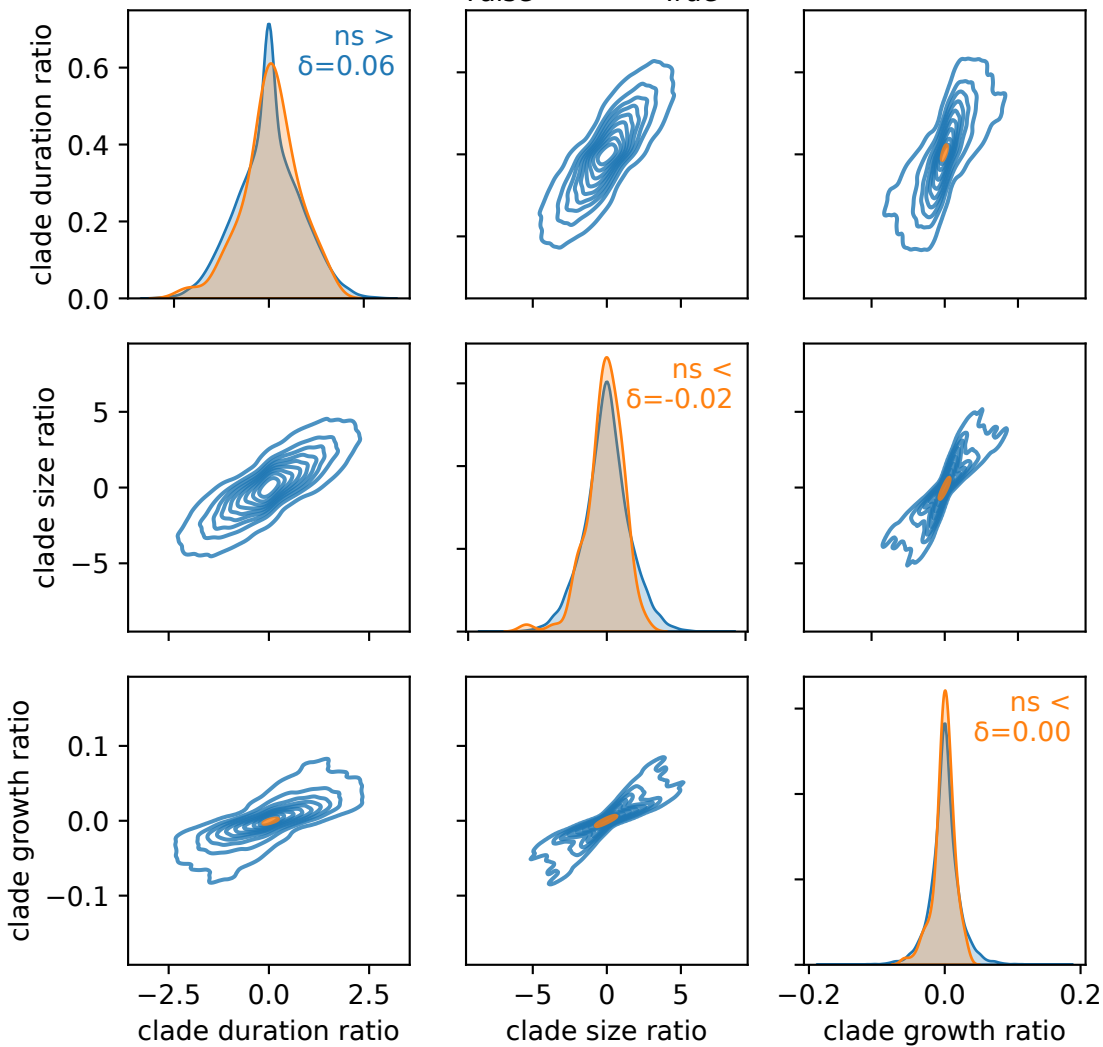 ns >
δ=0.06
clade duration ratio
0.6
0.4
0.2
0.0
ns <
δ=-0.02
clade size ratio
5
0
−5
ns <
δ=0.00
clade growth ratio
0.1
0.0
−0.1
−2.5 0.0 2.5
−5 0 5
−0.2 0.0 0.2
clade duration ratio
clade size ratio
clade growth ratio